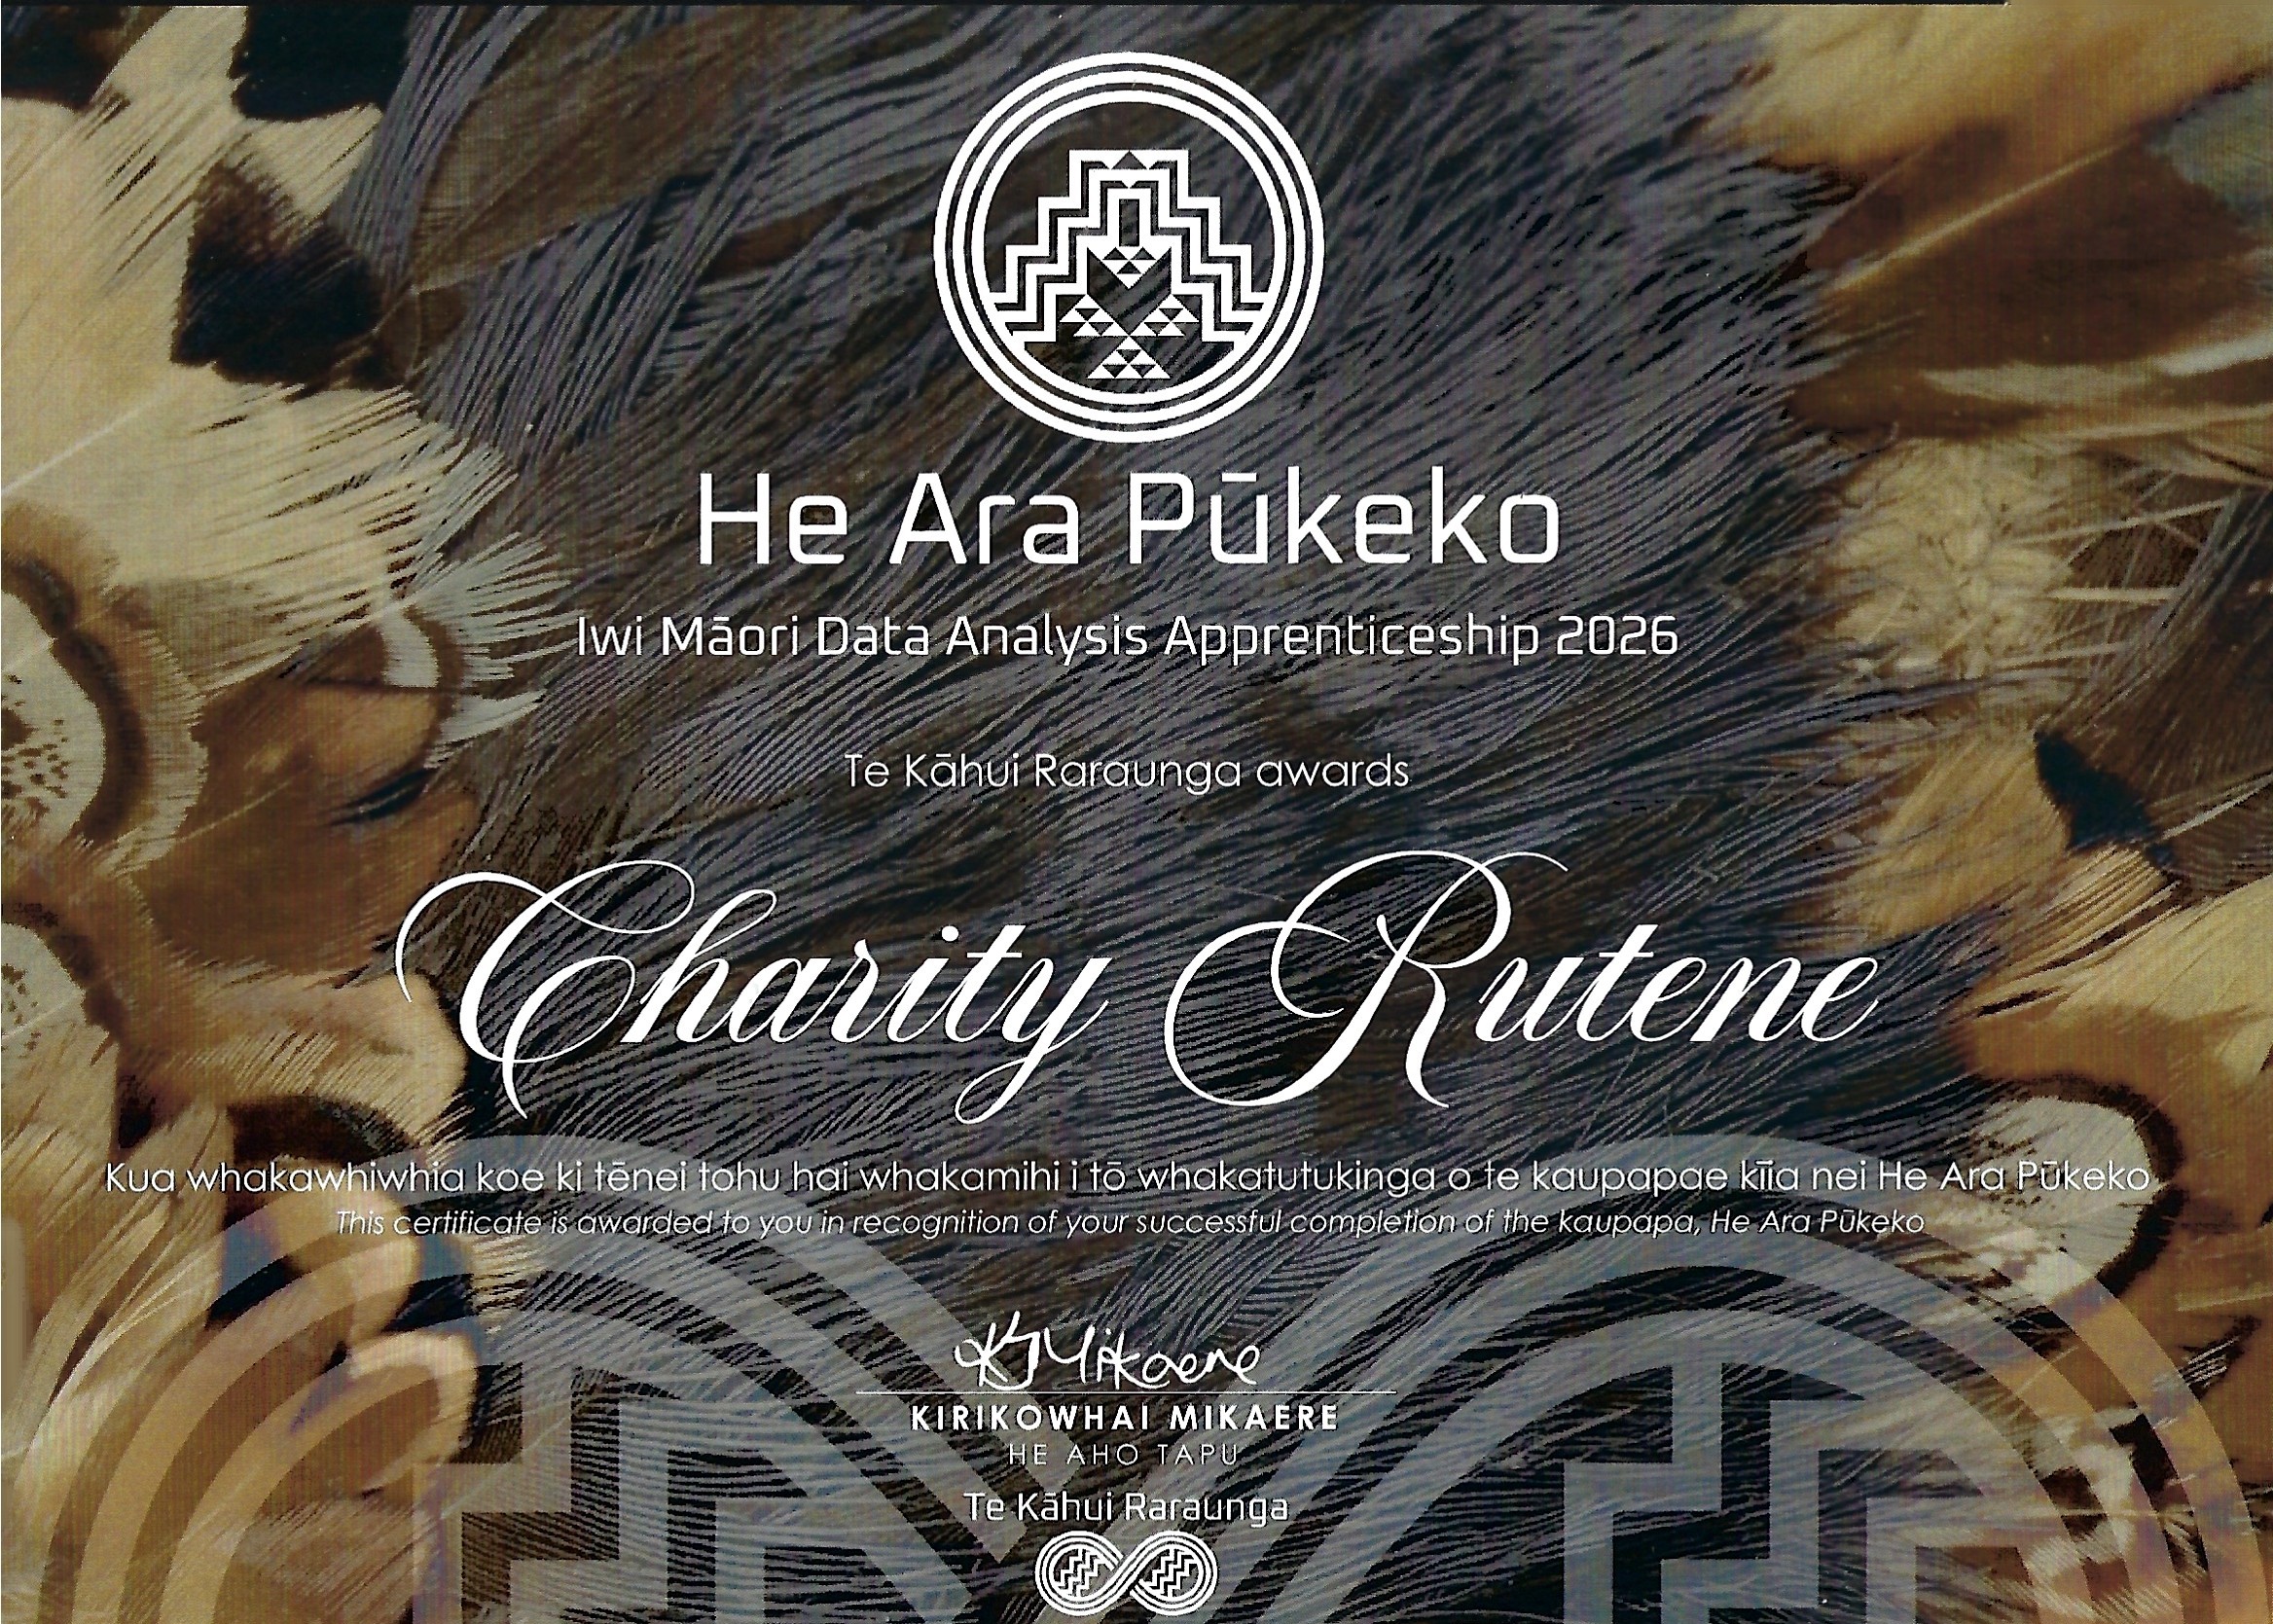 He Ara Pūkeko
Iwi Māori Data Analysis Apprenticeship 2026
Te Kāhui Raraunga awards
Charity Rutene
Kua whakawhiwhia koe ki tēnei tohu hai whakamihi i tō whakatutukinga o te kaupapae kīia nei He Ara Pūkeko
This certificate is awarded to you in recognition of your successful completion of the kaupapa, He Ara Pūkeko
KJMikaere
KIRIKOWHAI MIKAERE
HE AHO TAPU
Te Kāhui Raraunga